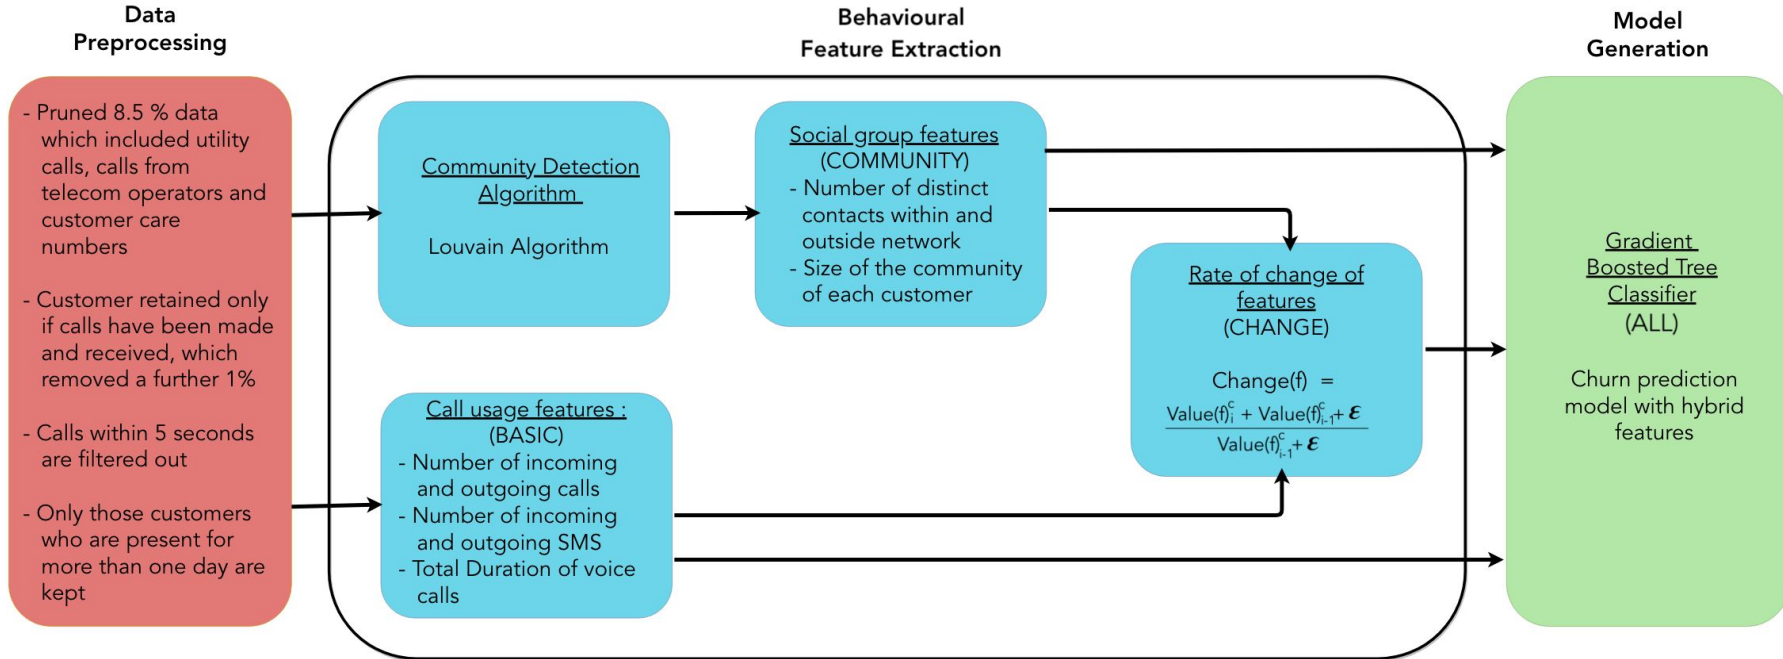 Data
Preprocessing
- Pruned 8.5 % data
which included utility
calls, calls from
telecom operators and
customer care
numbers
- Customer retained only
if calls have been made
and received, which
removed a further 1%
- Calls within 5 seconds
are filtered out
- Only those customers
who are present for
more than one day are
kept
Behavioural
Feature Extraction
Community Detection
Algorithm
Louvain Algorithm
Social group features
(COMMUNITY)
- Number of distinct
contacts within and
outside network
- Size of the community
of each customer
Call usage features :
(BASIC)
- Number of incoming
and outgoing calls
- Number of incoming
and outgoing SMS
- Total Duration of voice
calls
Rate of change of
features
(CHANGE)
Change(f) =
Value(f)ᵢᶜ + Value(f)ᵢ₋₁ᶜ + ε
Value(f)ᵢ₋₁ᶜ + ε
Model
Generation
Gradient
Boosted Tree
Classifier
(ALL)
Churn prediction
model with hybrid
features